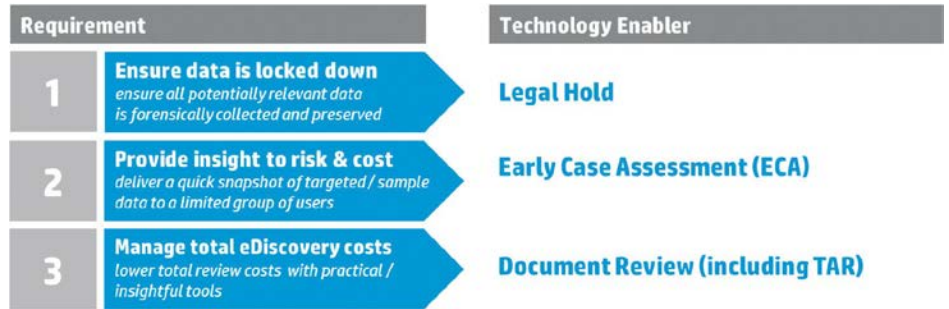 Requirement
Technology Enabler
1
Ensure data is locked down
ensure all potentially relevant data
is forensically collected and preserved
Legal Hold
2
Provide insight to risk & cost
deliver a quick snapshot of targeted / sample
data to a limited group of users
Early Case Assessment (ECA)
3
Manage total eDiscovery costs
lower total review costs with practical /
insightful tools
Document Review (including TAR)